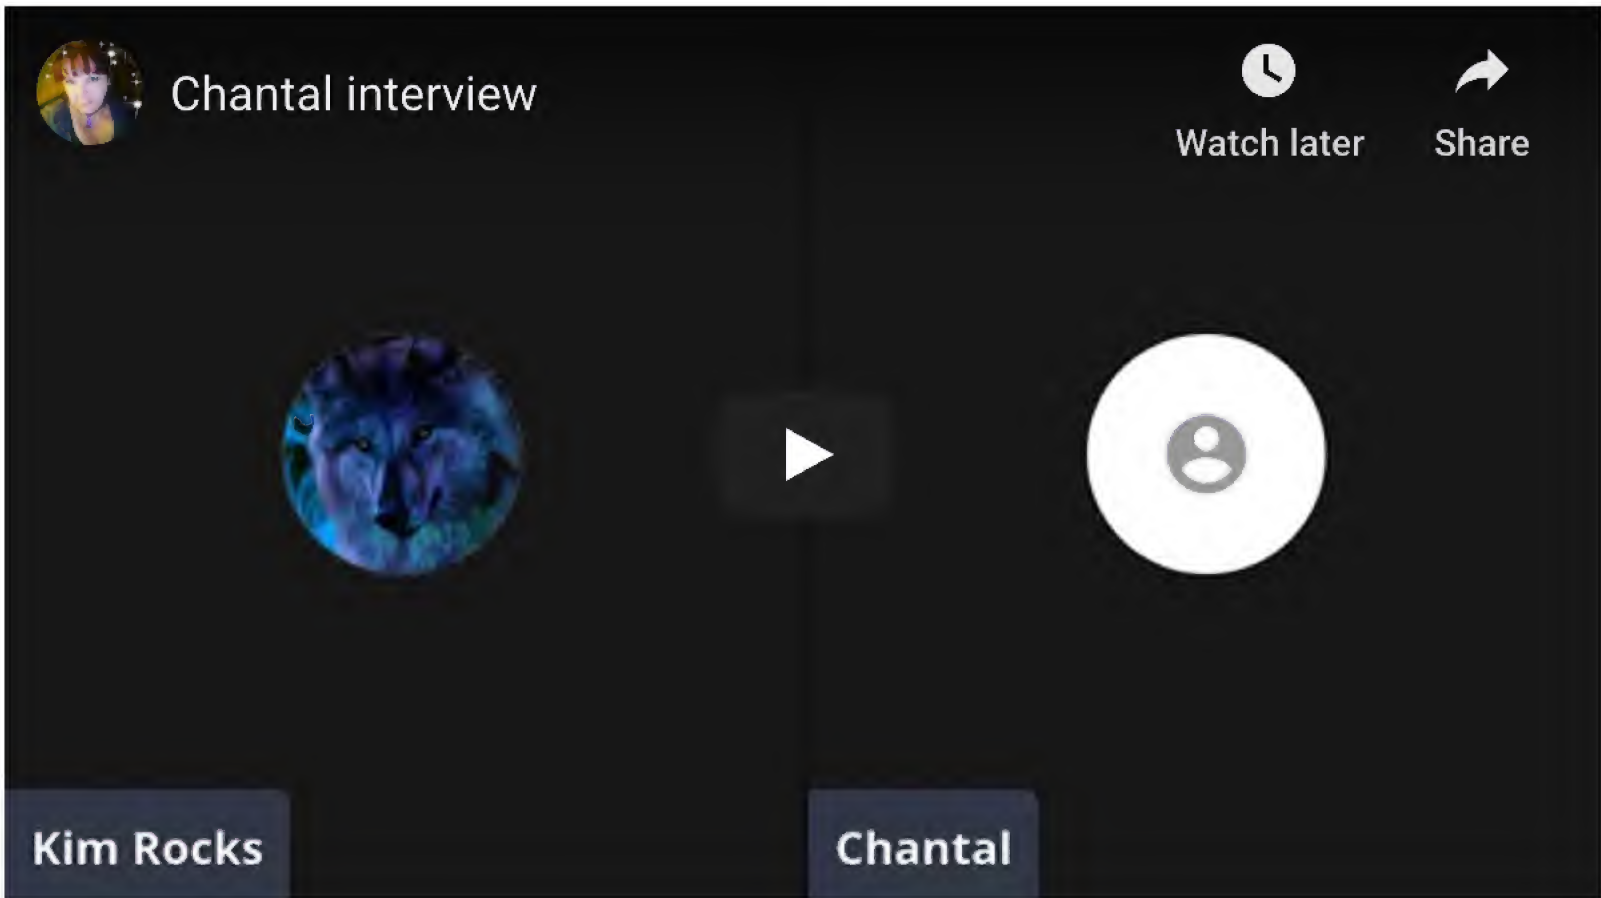 Chantal interview
Watch later
Share
Kim Rocks
Chantal